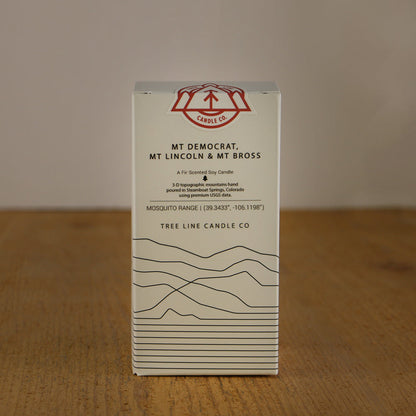 CANDLE CO.
MT DEMOCRAT,
MT LINCOLN & MT BROSS
A Fir Scented Soy Candle
3-D topographic mountains hand
poured in Steamboat Springs, Colorado
using premium USGS data.
MOSQUITO RANGE | (39.3433°, -106.1198°)
TREE LINE CANDLE CO